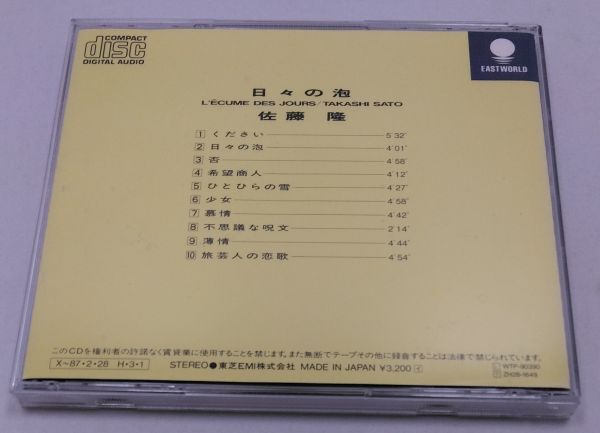 COMPACT
disc
DIGITAL AUDIO
EASTWORLD
日々の泡
L'ÉCUME DES JOURS/TAKASHI SATO
佐藤 隆
1 ください 5'32"
2 日々の泡 4'01"
3 否 4'58"
4 希望商人 4'12"
5 ひとひらの雪 4'27"
6 少女 4'58"
7 慕情 4'42"
8 不思議な呪文 2'14"
9 薄情 4'44"
10 旅芸人の恋歌 4'54"
このCDを権利者の許諾なく賃貸業に使用することを禁じます。また無断でテープその他に録音することは法律で禁じられています。
X〜87・2・28 H・3・1 STEREO●東芝EMI株式会社 MADE IN JAPAN ¥3,200 イ
WTP-90390
ZH28-1649